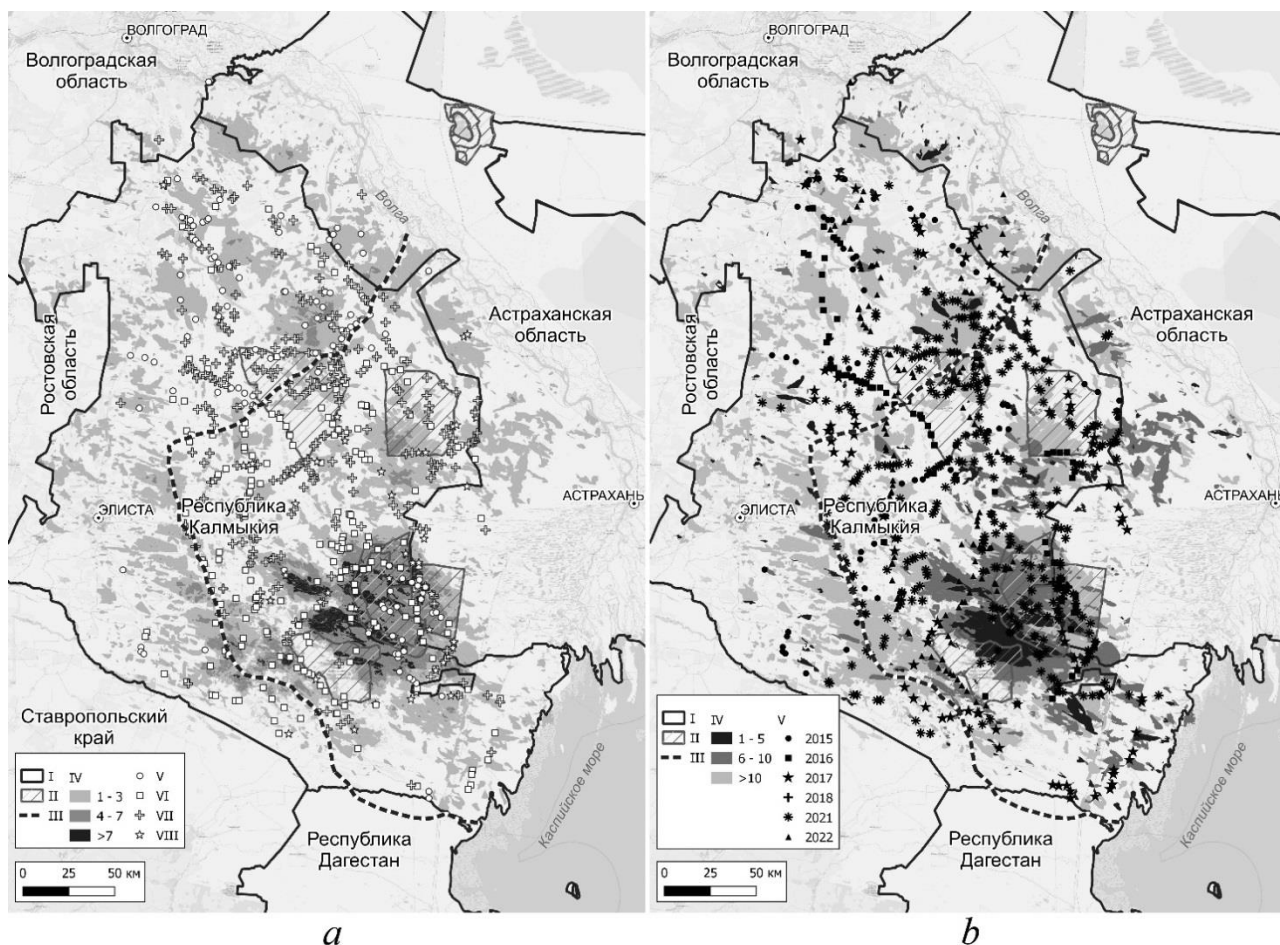 ВОЛГОГРАД
Волгоградская
область
Волга
Ростовская
область
Астраханская
область
АСТРАХАНЬ
ЭЛИСТА
Республика
Калмыкия
Ставропольский
край
I IV V
II 1 - 3 VI
III 4 - 7 VII
>7 VIII
0 25 50 км
Республика
Дагестан
Каспийское море
a
ВОЛГОГРАД
Волгоградская
область
Волга
Ростовская
область
Астраханская
область
АСТРАХАНЬ
ЭЛИСТА
Республика
Калмыкия
I IV V
II 1 - 5 2015
III 6 - 10 2016
>10 2017
2018
2021
2022
0 25 50 км
Республика
Дагестан
Каспийское море
b